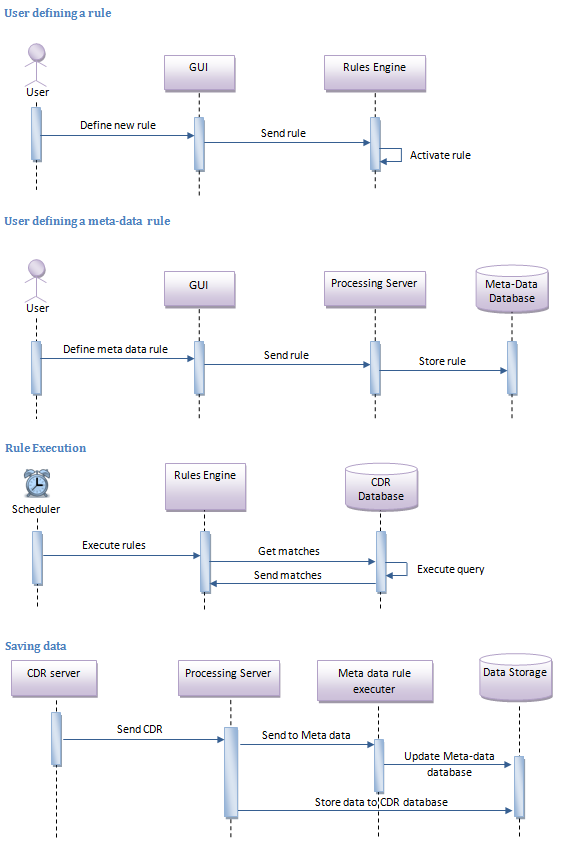 User defining a rule
GUI
Rules Engine
User
Define new rule
Send rule
Activate rule
User defining a meta-data rule
GUI
Processing Server
Meta-Data
Database
User
Define meta data rule
Send rule
Store rule
Rule Execution
Rules Engine
CDR
Database
Scheduler
Execute rules
Get matches
Execute query
Send matches
Saving data
CDR server
Processing Server
Meta data rule
executer
Data Storage
Send CDR
Send to Meta data
Update Meta-data
database
Store data to CDR database